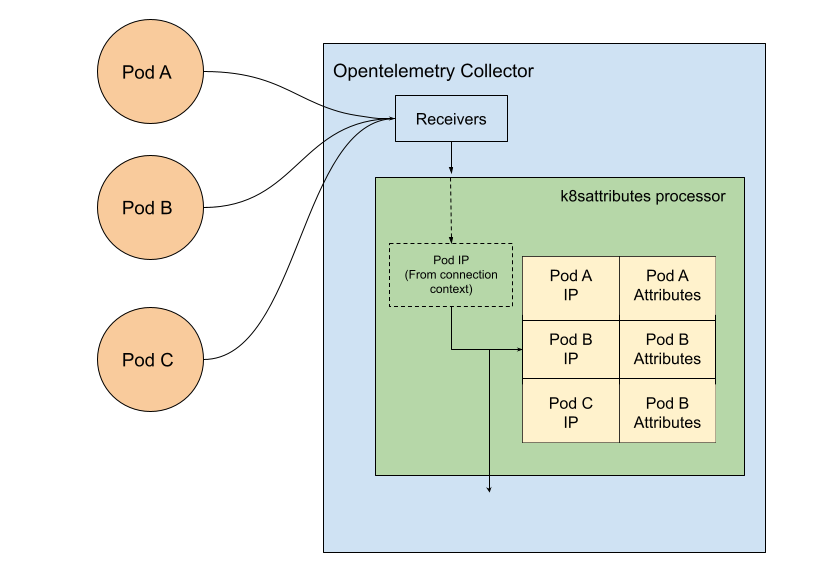 Pod A
Pod B
Pod C
Opentelemetry Collector
Receivers
k8sattributes processor
Pod IP
(From connection
context)
Pod A
IP
Pod A
Attributes
Pod B
IP
Pod B
Attributes
Pod C
IP
Pod B
Attributes